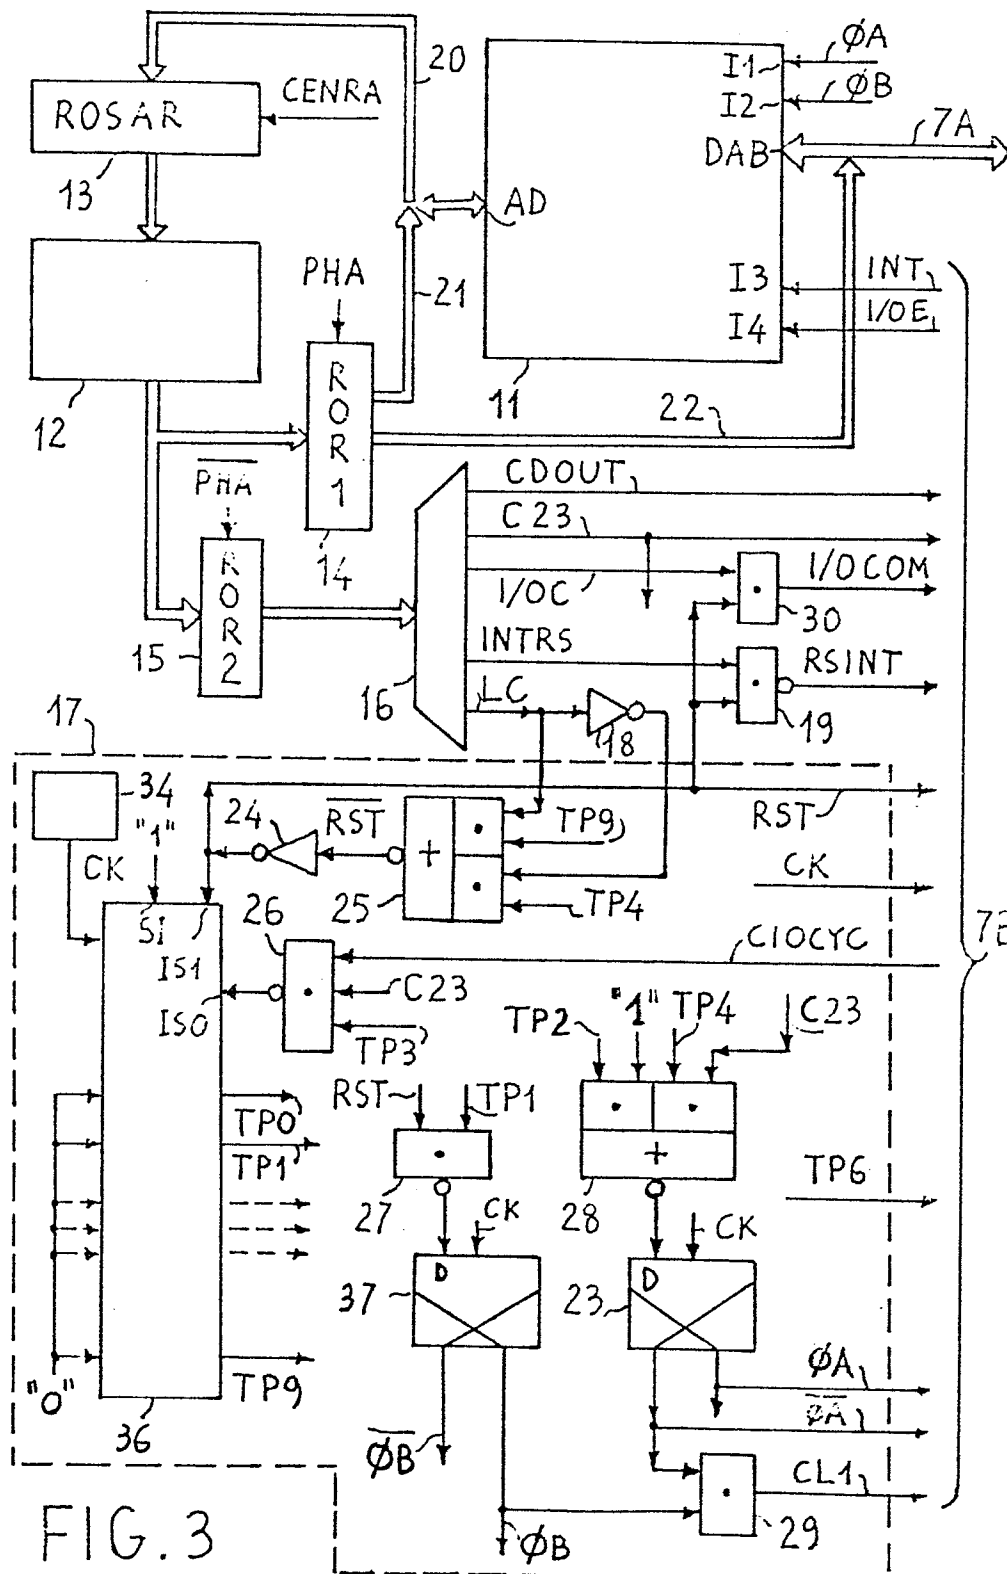 20
I1
ØA
I2
ØB
ROSAR
CENRA
DAB
7A
13
AD
PHA
21
I3
INT
I4
I/OE
12
R
O
R
1
11
22
PHA
CDOUT
C23
14
R
O
R
2
I/OC
I/OCOM
30
15
INTRS
RSINT
16
LC
18
19
17
34
"1"
24
RST
TP9
RST
CK
SI
25
TP4
CK
26
IS1
C23
CIOCYC
7B
IS0
TP3
TP2
"1"
TP4
C23
RST
TP1
TP0
TP1
TP6
27
CK
28
CK
D
37
D
23
ØA
"0"
TP9
ØA
36
ØB
CL1
29
ØB
FIG. 3